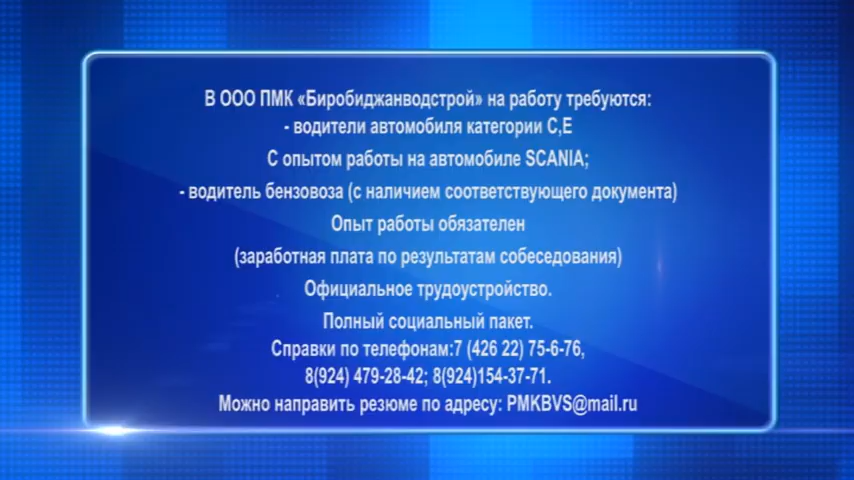 В ООО ПМК «Биробиджанводстрой» на работу требуются:
- водители автомобиля категории С,Е
С опытом работы на автомобиле SCANIA;
- водитель бензовоза (с наличием соответствующего документа)
Опыт работы обязателен
(заработная плата по результатам собеседования)
Официальное трудоустройство.
Полный социальный пакет.
Справки по телефонам:7 (426 22) 75-6-76,
8(924) 479-28-42; 8(924)154-37-71.
Можно направить резюме по адресу: PMKBVS@mail.ru